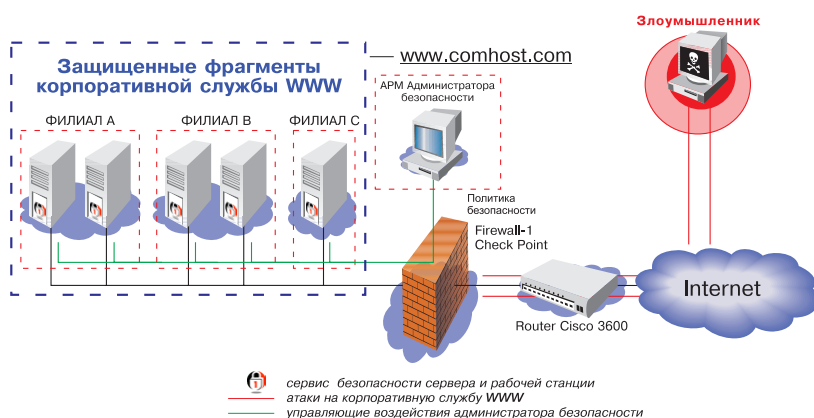 Злоумышленник
www.comhost.com
Защищенные фрагменты
корпоративной службы WWW
АРМ Администратора
безопасности
ФИЛИАЛ А
ФИЛИАЛ В
ФИЛИАЛ С
Политика
безопасности
Firewall-1
Check Point
Internet
Router Cisco 3600
сервис безопасности сервера и рабочей станции
атаки на корпоративную службу WWW
управляющие воздействия администратора безопасности